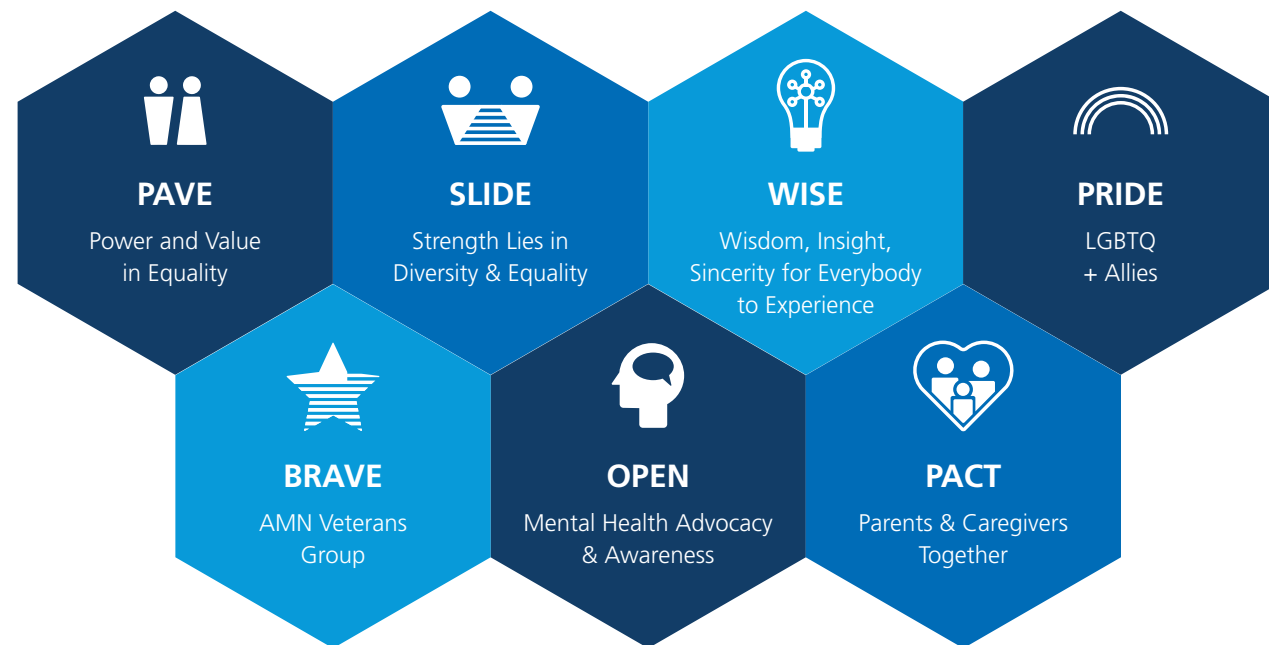 PAVE
Power and Value
in Equality
SLIDE
Strength Lies in
Diversity & Equality
WISE
Wisdom, Insight,
Sincerity for Everybody
to Experience
PRIDE
LGBTQ
+ Allies
BRAVE
AMN Veterans
Group
OPEN
Mental Health Advocacy
& Awareness
PACT
Parents & Caregivers
Together